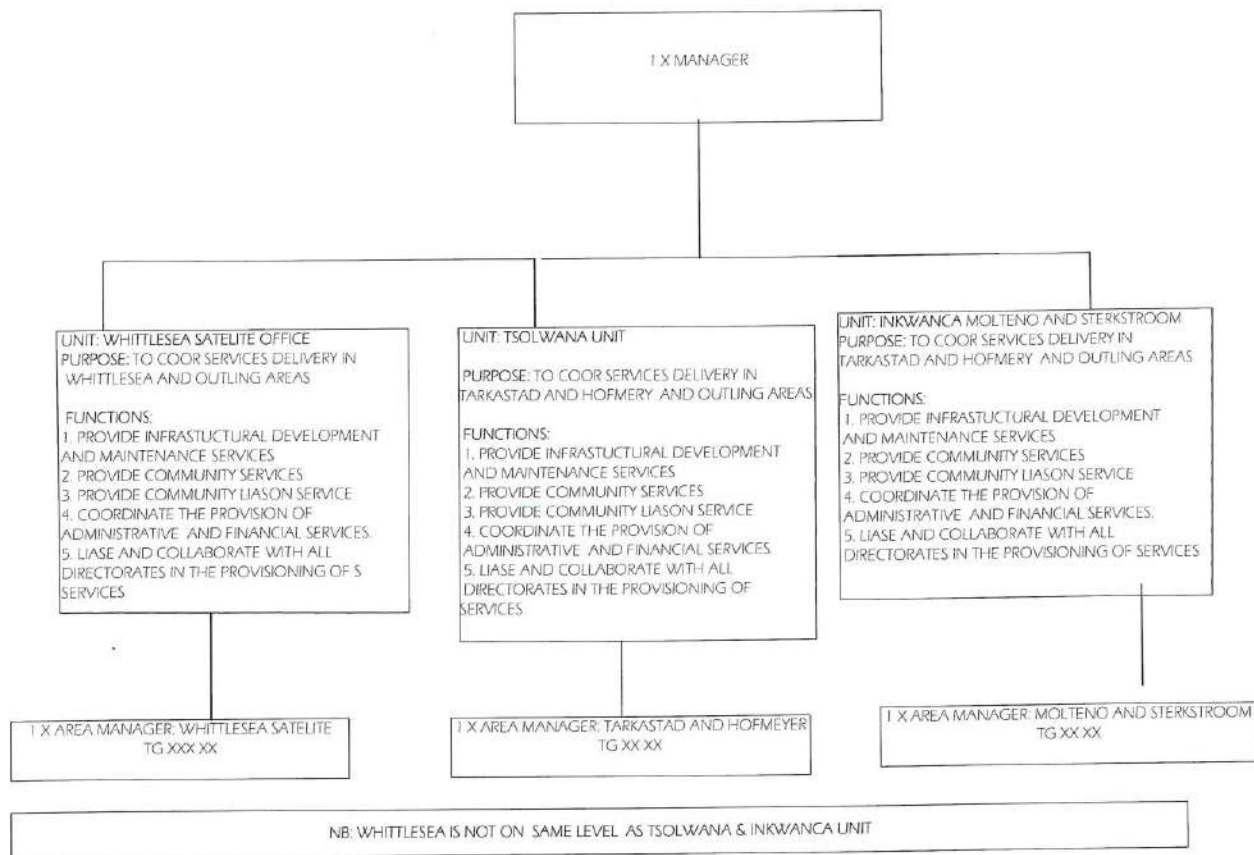 1 X MANAGER
UNIT: WHITTLESEA SATELITE OFFICE
PURPOSE: TO COOR SERVICES DELIVERY IN
WHITTLESEA AND OUTLING AREAS
FUNCTIONS:
1. PROVIDE INFRASTUCTURAL DEVELOPMENT
AND MAINTENANCE SERVICES
2. PROVIDE COMMUNITY SERVICES
3. PROVIDE COMMUNITY LIASON SERVICE
4. COORDINATE THE PROVISION OF
ADMINISTRATIVE AND FINANCIAL SERVICES.
5. LIASE AND COLLABORATE WITH ALL
DIRECTORATES IN THE PROVISIONING OF S
SERVICES
UNIT: TSOLWANA UNIT
PURPOSE: TO COOR SERVICES DELIVERY IN
TARKASTAD AND HOFMERY AND OUTLING AREAS
FUNCTIONS:
1. PROVIDE INFRASTUCTURAL DEVELOPMENT
AND MAINTENANCE SERVICES
2. PROVIDE COMMUNITY SERVICES
3. PROVIDE COMMUNITY LIASON SERVICE
4. COORDINATE THE PROVISION OF
ADMINISTRATIVE AND FINANCIAL SERVICES.
5. LIASE AND COLLABORATE WITH ALL
DIRECTORATES IN THE PROVISIONING OF
SERVICES
UNIT: INKWANCA MOLTENO AND STERKSTROOM
PURPOSE: TO COOR SERVICES DELIVERY IN
TARKASTAD AND HOFMERY AND OUTLING AREAS
FUNCTIONS:
1. PROVIDE INFRASTUCTURAL DEVELOPMENT
AND MAINTENANCE SERVICES
2. PROVIDE COMMUNITY SERVICES
3. PROVIDE COMMUNITY LIASON SERVICE
4. COORDINATE THE PROVISION OF
ADMINISTRATIVE AND FINANCIAL SERVICES.
5. LIASE AND COLLABORATE WITH ALL
DIRECTORATES IN THE PROVISIONING OF SERVICES
1 X AREA MANAGER: WHITTLESEA SATELITE
TG XXX XX
1 X AREA MANAGER: TARKASTAD AND HOFMEYER
TG XX XX
1 X AREA MANAGER: MOLTENO AND STERKSTROOM
TG XX XX
NB: WHITTLESEA IS NOT ON SAME LEVEL AS TSOLWANA & INKWANCA UNIT